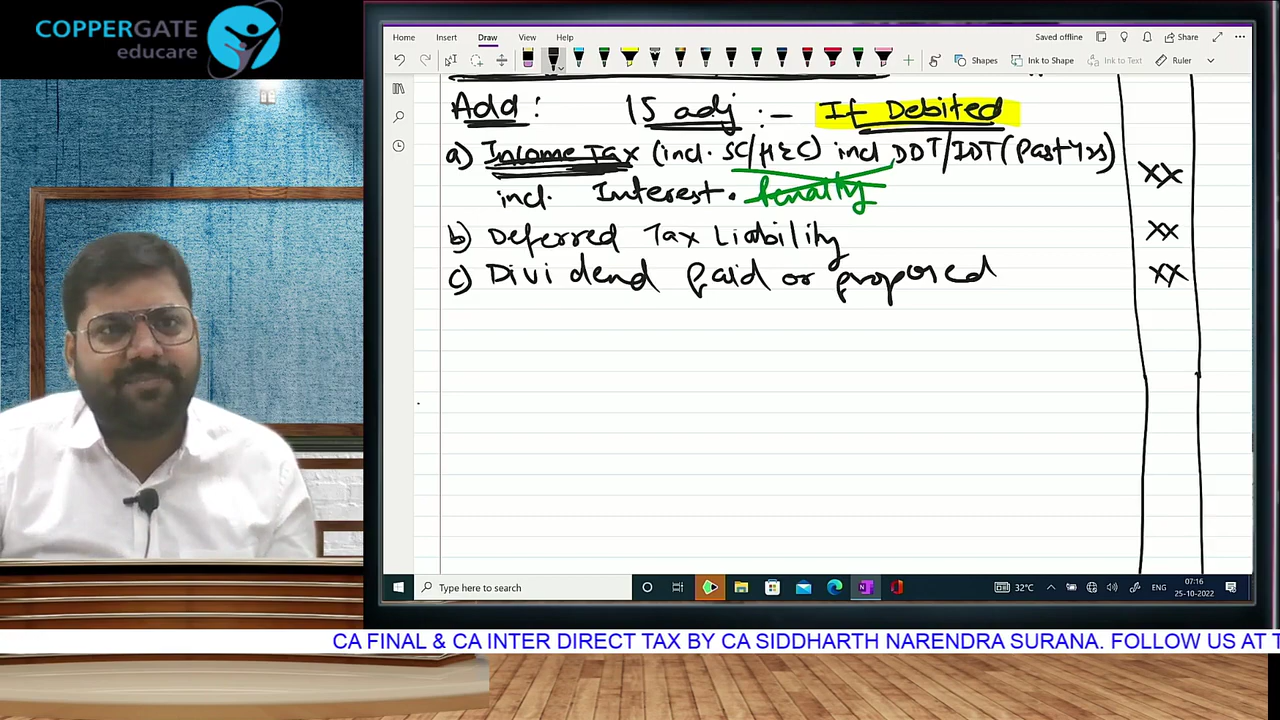 COPPERGATE
educare
Home Insert Draw View Help
Saved offline
Share
Shapes
Ink to Shape
Ink to Text
Ruler
Add: 15 adj :- If Debited
a) Income Tax (incl. SC/HEC) incl DDT/IDT (Past Yrs)
XX
incl. Interest. Penalty
b) Deferred Tax Liability
XX
c) Dividend Paid or proposed
XX
Type here to search
32°C
ENG
07:16
25-10-2022
CA FINAL & CA INTER DIRECT TAX BY CA SIDDHARTH NARENDRA SURANA. FOLLOW US AT T